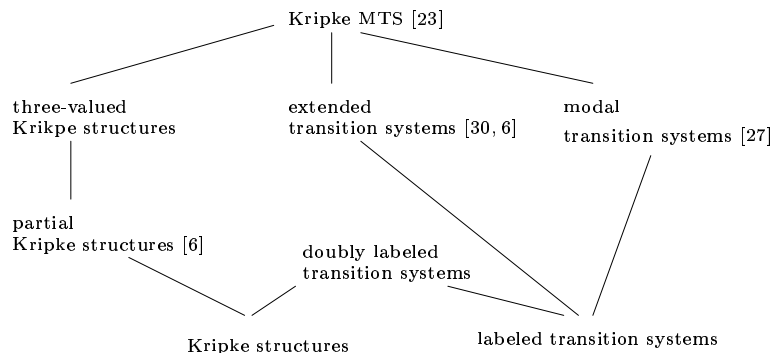 Kripke MTS [23]
three-valued
Krikpe structures
extended
transition systems [30, 6]
modal
transition systems [27]
partial
Kripke structures [6]
doubly labeled
transition systems
Kripke structures
labeled transition systems